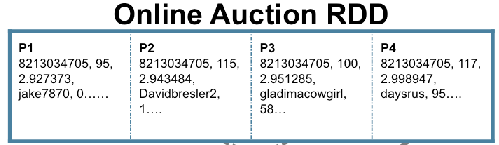 Online Auction RDD
P1
8213034705, 95,
2.927373,
jake7870, 0……
P2
8213034705, 115,
2.943484,
Davidbresler2,
1….
P3
8213034705, 100,
2.951285,
gladimacowgirl,
58…
P4
8213034705, 117,
2.998947,
daysrus, 95….